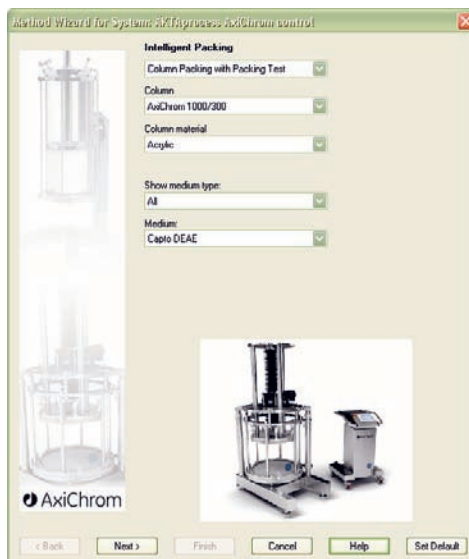 Method Wizard for System: ÄKTAprocess AxiChrom control
Intelligent Packing
Column Packing with Packing Test
Column
AxiChrom 1000/300
Column material
Acrylic
Show medium type:
All
Medium:
Capto DEAE
AxiChrom
< Back
Next >
Finish
Cancel
Help
Set Default